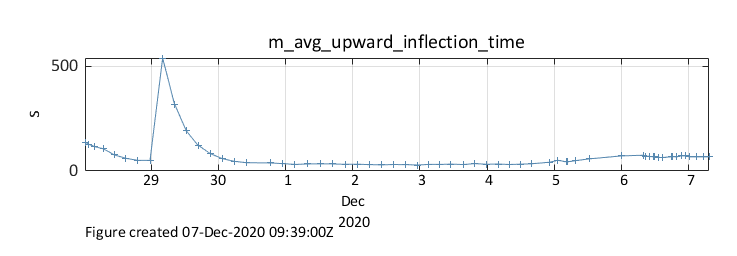 m_avg_upward_inflection_time
500
s
0
29 30 1 2 3 4 5 6 7
Dec
2020
Figure created 07-Dec-2020 09:39:00Z